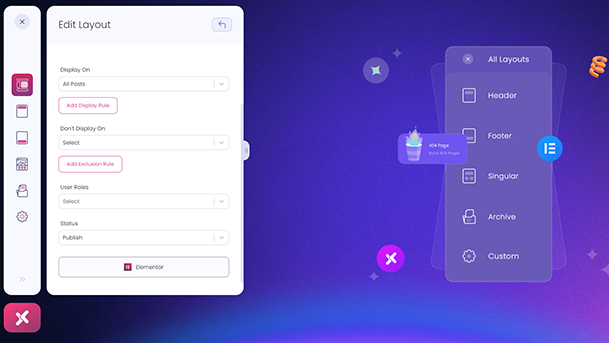 Edit Layout
Display On
All Posts
Add Display Rule
Don't Display On
Select
Add Exclusion Rule
User Roles
Select
Status
Publish
Elementor
All Layouts
Header
Footer
404 Page
Build 404 Pages
Singular
Archive
Custom